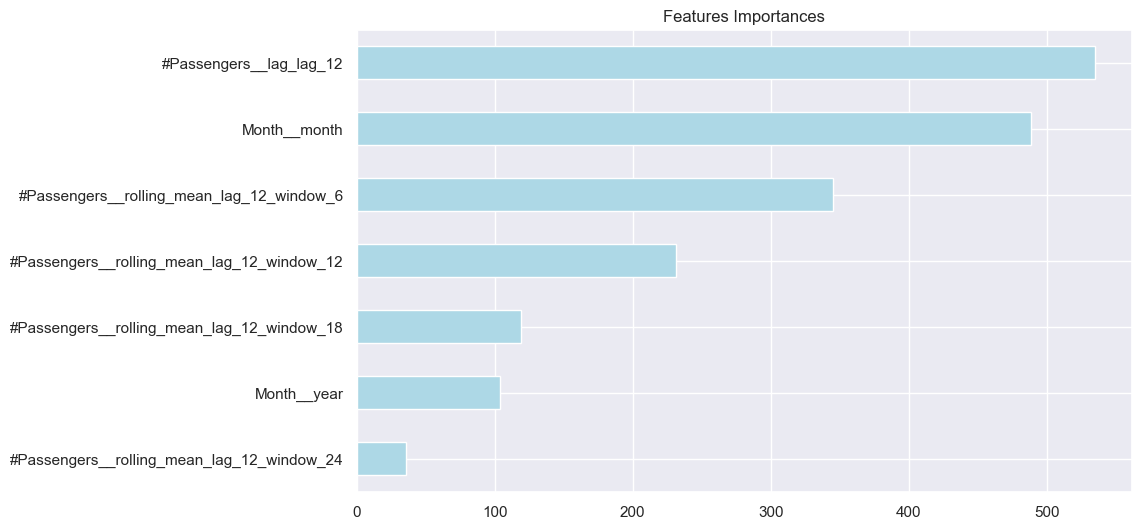 Features Importances
#Passengers__lag_lag_12
Month__month
#Passengers__rolling_mean_lag_12_window_6
#Passengers__rolling_mean_lag_12_window_12
#Passengers__rolling_mean_lag_12_window_18
Month__year
#Passengers__rolling_mean_lag_12_window_24
0 100 200 300 400 500